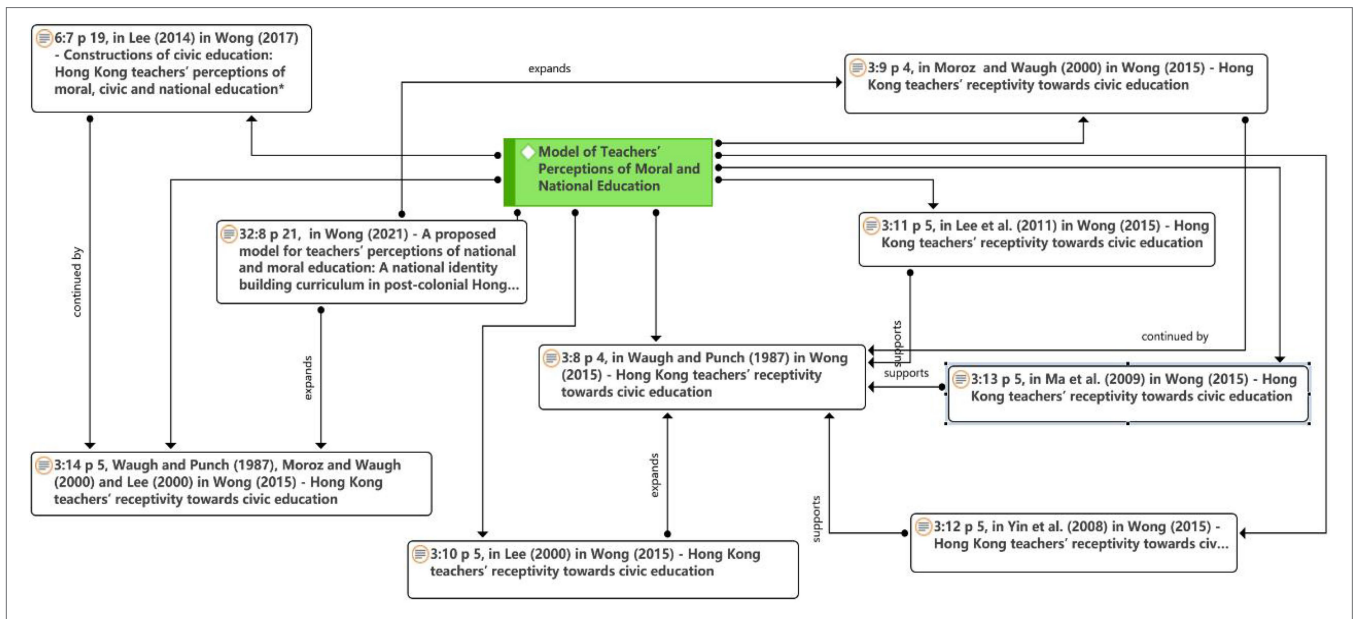 6:7 p 19, in Lee (2014) in Wong (2017)
- Constructions of civic education:
Hong Kong teachers’ perceptions of
moral, civic and national education*
expands
3:9 p 4, in Moroz and Waugh (2000) in Wong (2015) - Hong
Kong teachers’ receptivity towards civic education
Model of Teachers’
Perceptions of Moral and
National Education
32:8 p 21, in Wong (2021) - A proposed
model for teachers’ perceptions of
national and moral education: A national
identity building curriculum in post-colonial Hong...
3:11 p 5, in Lee et al. (2011) in Wong (2015) - Hong
Kong teachers’ receptivity towards civic education
continued by
expands
supports
continued by
3:8 p 4, in Waugh and Punch (1987) in Wong
(2015) - Hong Kong teachers’ receptivity
towards civic education
supports
3:13 p 5, in Ma et al. (2009) in Wong (2015) - Hong
Kong teachers’ receptivity towards civic education
3:14 p 5, Waugh and Punch (1987), Moroz and Waugh
(2000) and Lee (2000) in Wong (2015) - Hong Kong
teachers’ receptivity towards civic education
expands
supports
3:12 p 5, in Yin et al. (2008) in Wong (2015) -
Hong Kong teachers’ receptivity towards civ...
3:10 p 5, in Lee (2000) in Wong (2015) - Hong Kong
teachers’ receptivity towards civic education